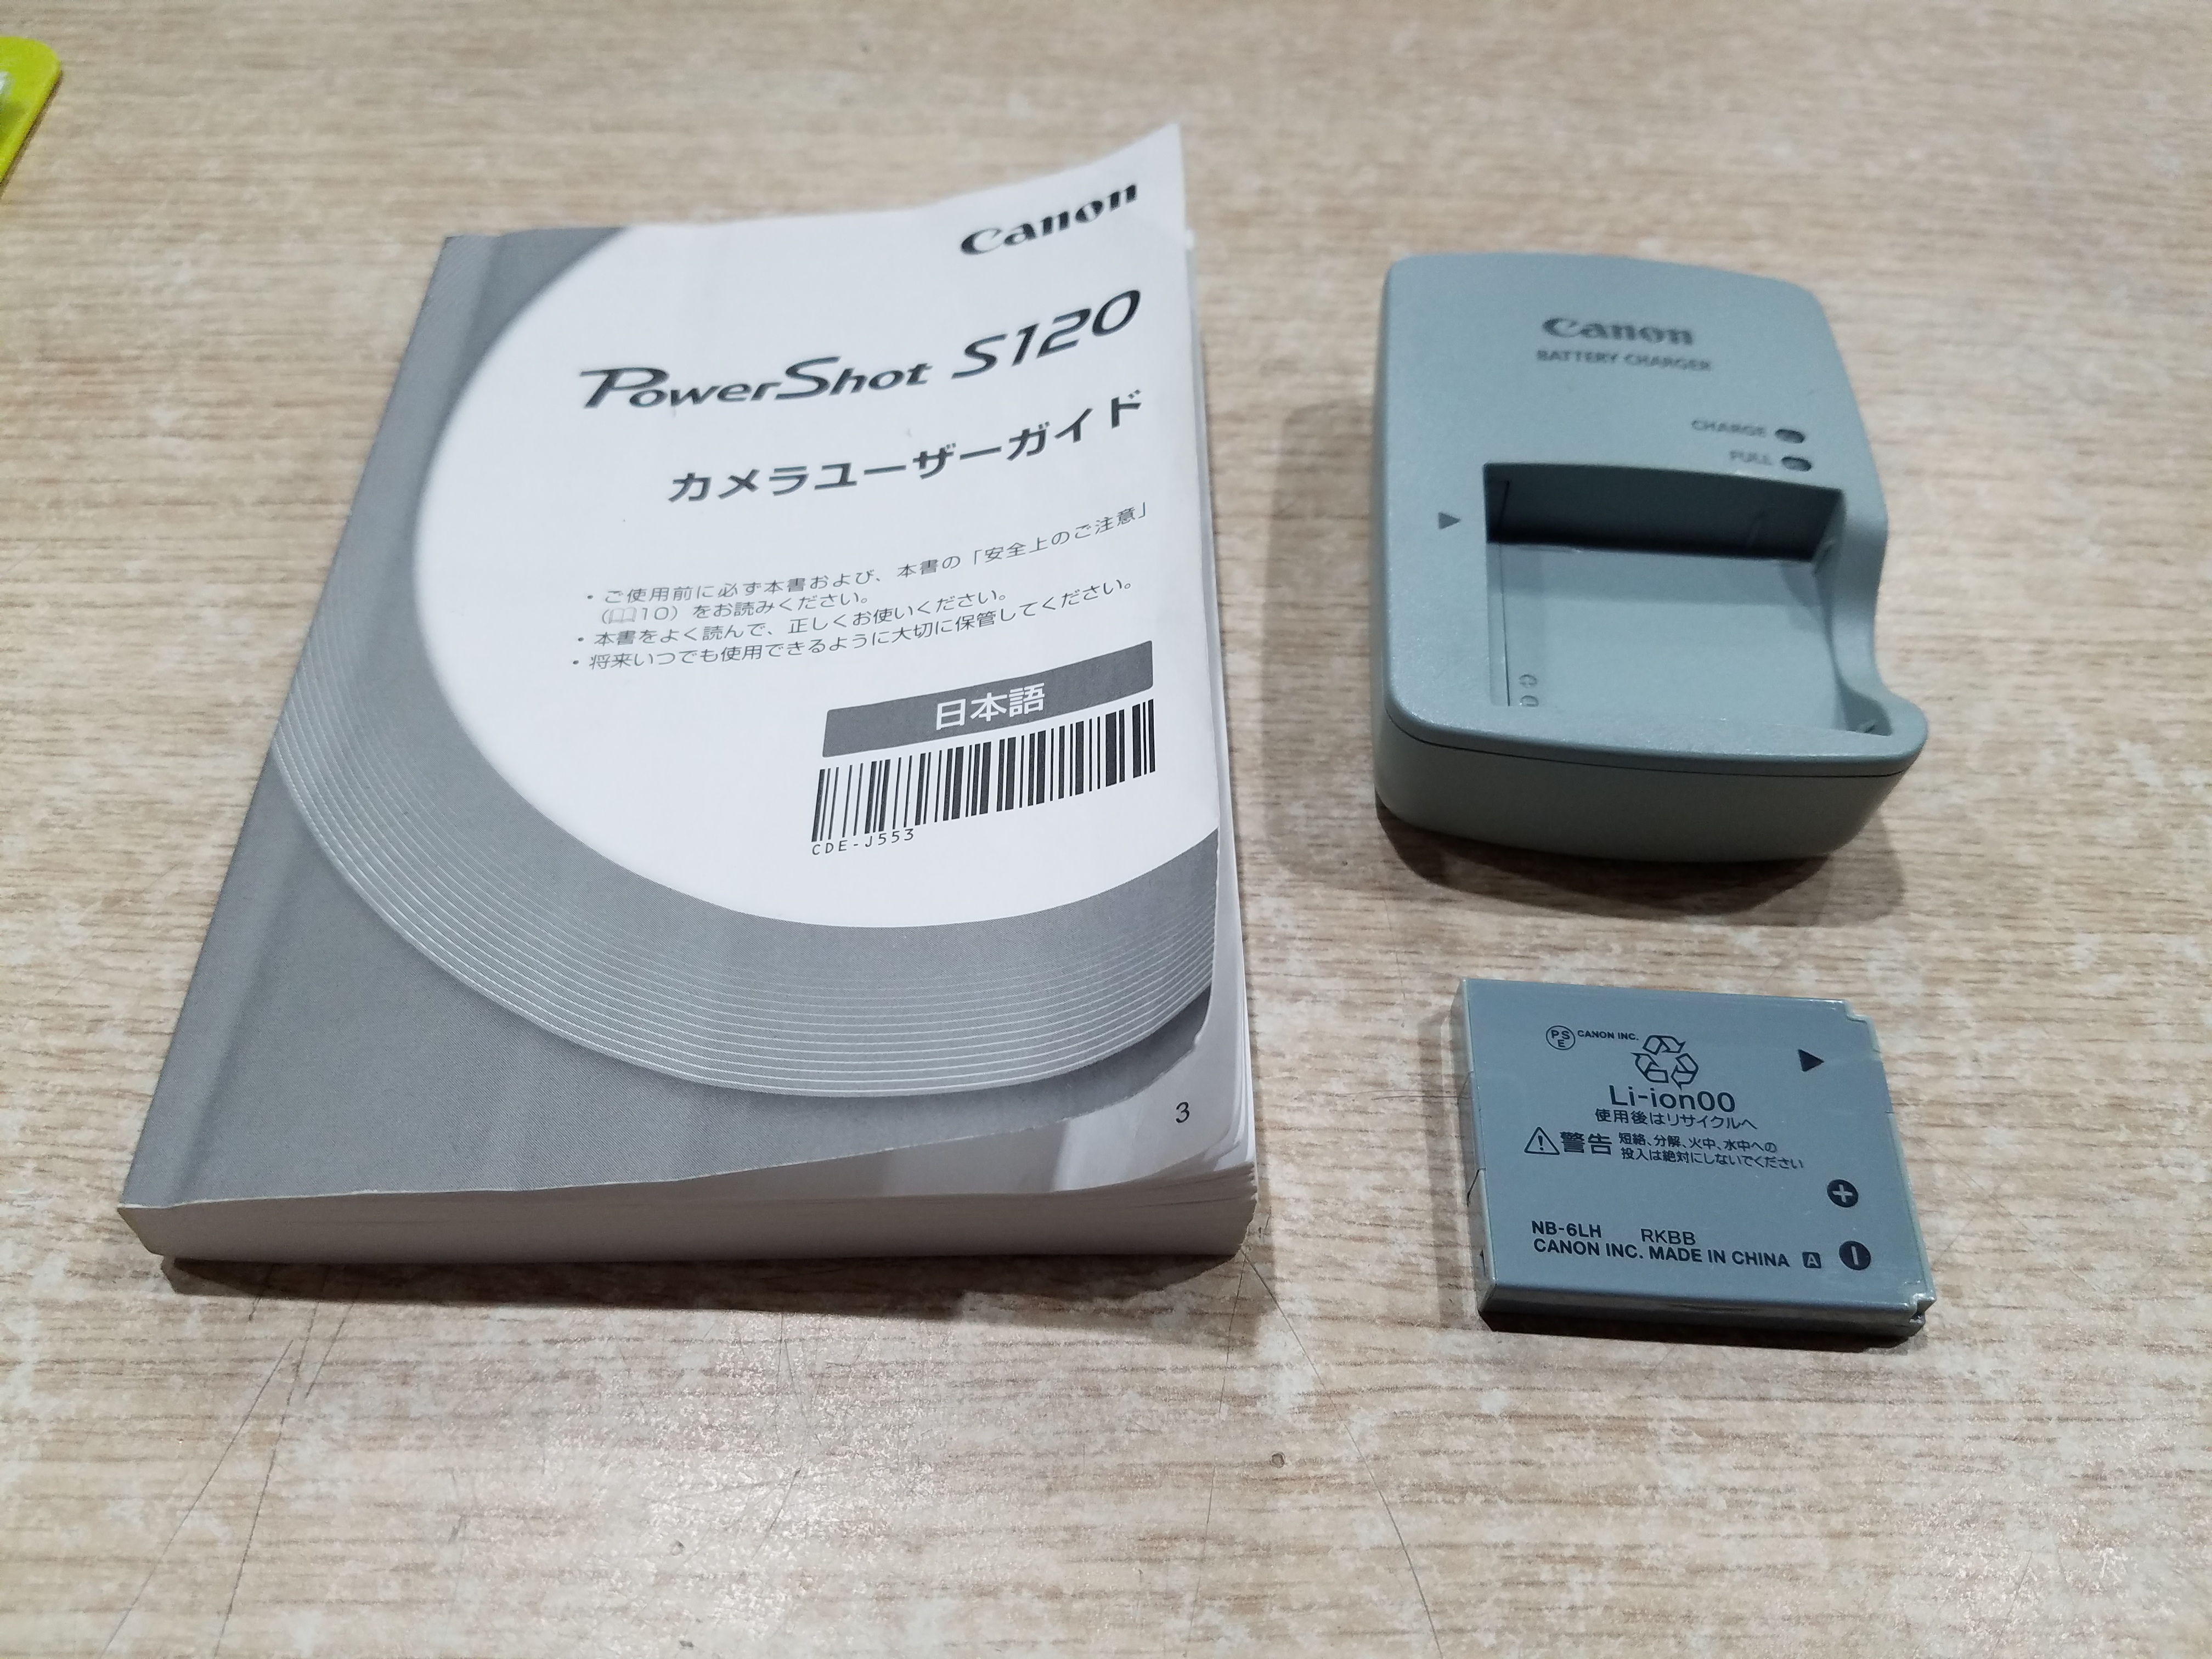 Canon
PowerShot S120
カメラユーザーガイド
・ご使用前に必ず本書および、本書の「安全上のご注意」
（10）をお読みください。
・本書をよく読んで、正しくお使いください。
・将来いつでも使用できるように大切に保管してください。
日本語
CDE-J553
3
Canon
BATTERY CHARGER
CHARGE
FULL
PSE CANON INC.
Li-ion00
使用後はリサイクルへ
警告 短絡、分解、火中、水中への
投入は絶対にしないでください
NB-6LH RKBB
CANON INC. MADE IN CHINA A